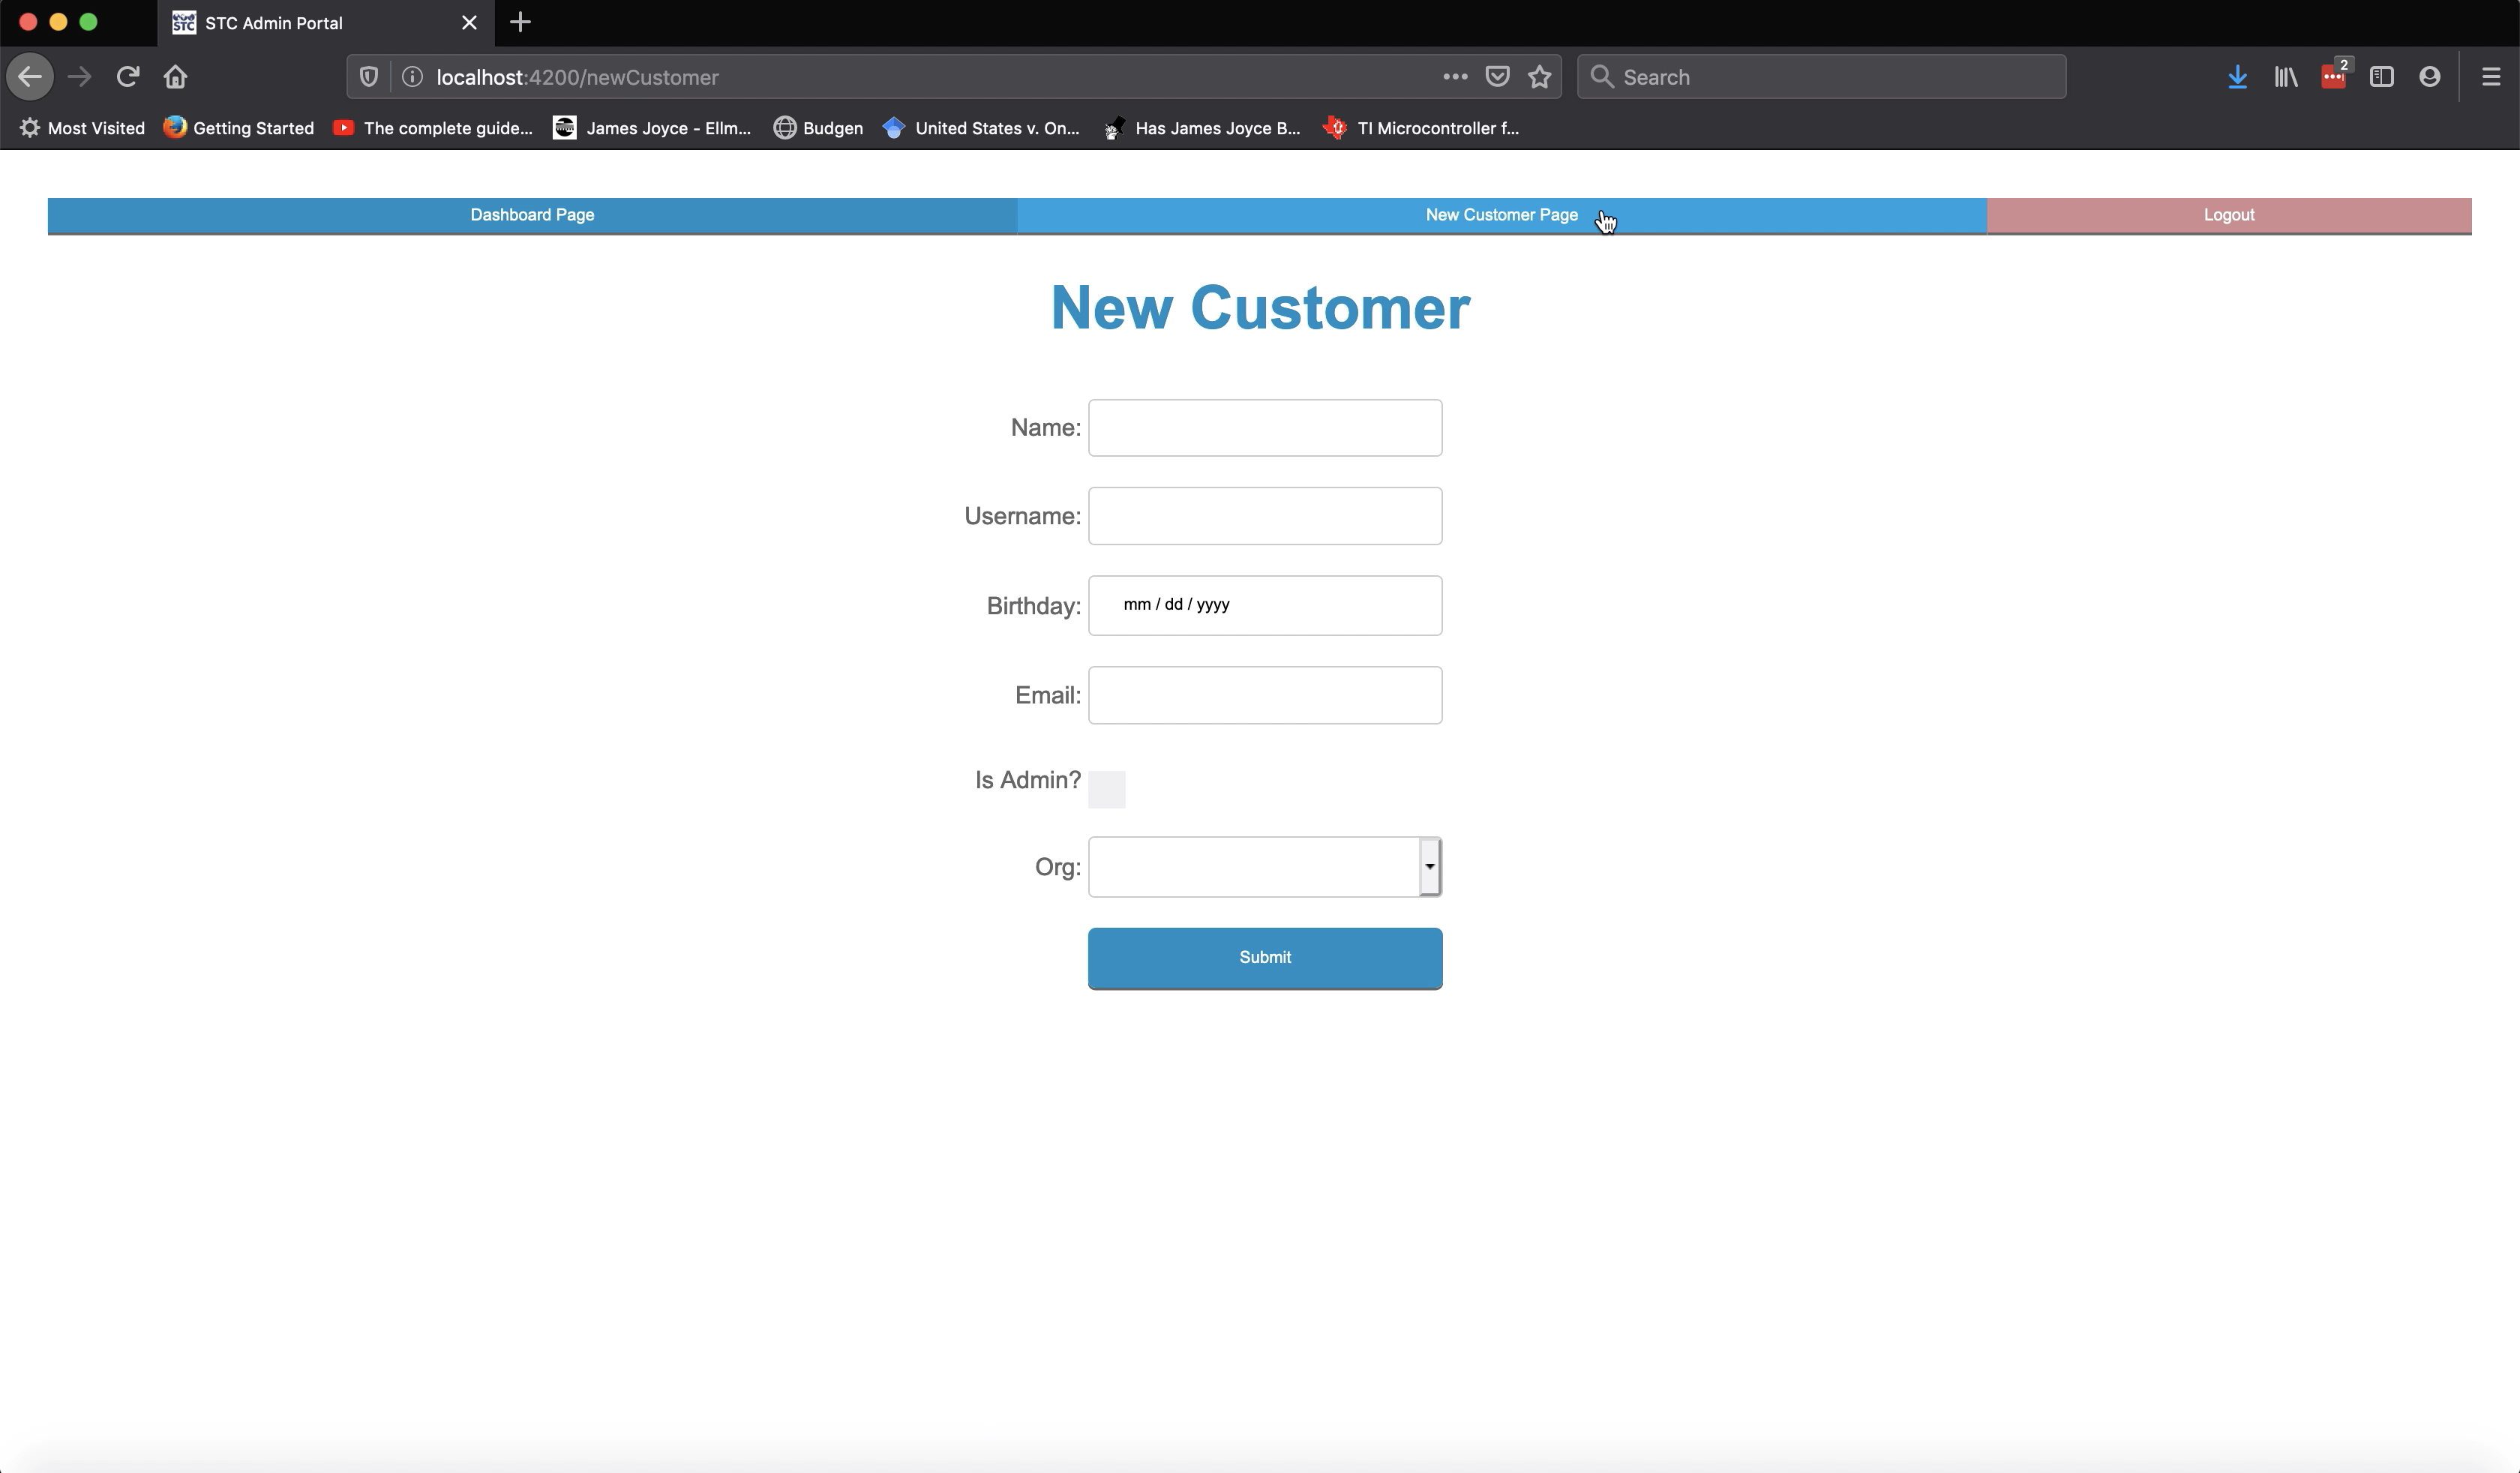 STC STC Admin Portal
localhost:4200/newCustomer
Search
2
Most Visited Getting Started The complete guide... James Joyce - Ellm... Budgen United States v. On... Has James Joyce B... TI Microcontroller f...
Dashboard Page New Customer Page Logout
New Customer
Name:
Username:
Birthday: mm / dd / yyyy
Email:
Is Admin?
Org:
Submit